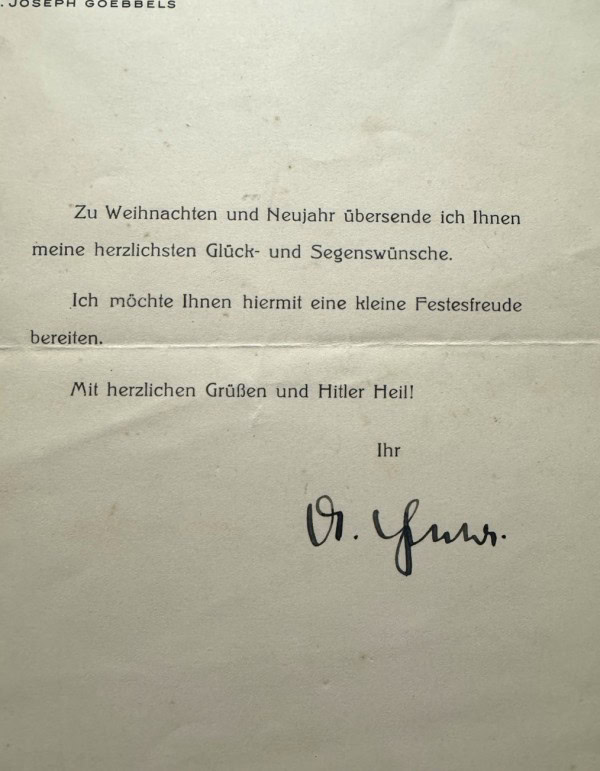 . JOSEPH GOEBBELS
Zu Weihnachten und Neujahr übersende ich Ihnen
meine herzlichsten Glück- und Segenswünsche.
Ich möchte Ihnen hiermit eine kleine Festesfreude
bereiten.
Mit herzlichen Grüßen und Hitler Heil!
Ihr